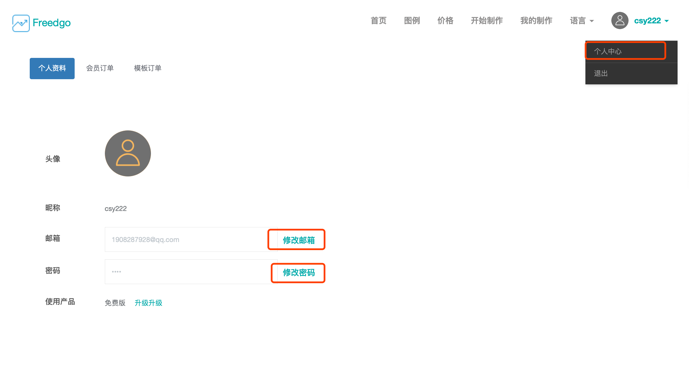 Freedgo 首页 图例 价格 开始制作 我的制作 语言 csy222
个人中心
退出
个人资料 会员订单 模板订单
头像
昵称 csy222
邮箱 1908287928@qq.com 修改邮箱
密码 ···· 修改密码
使用产品 免费版 升级升级